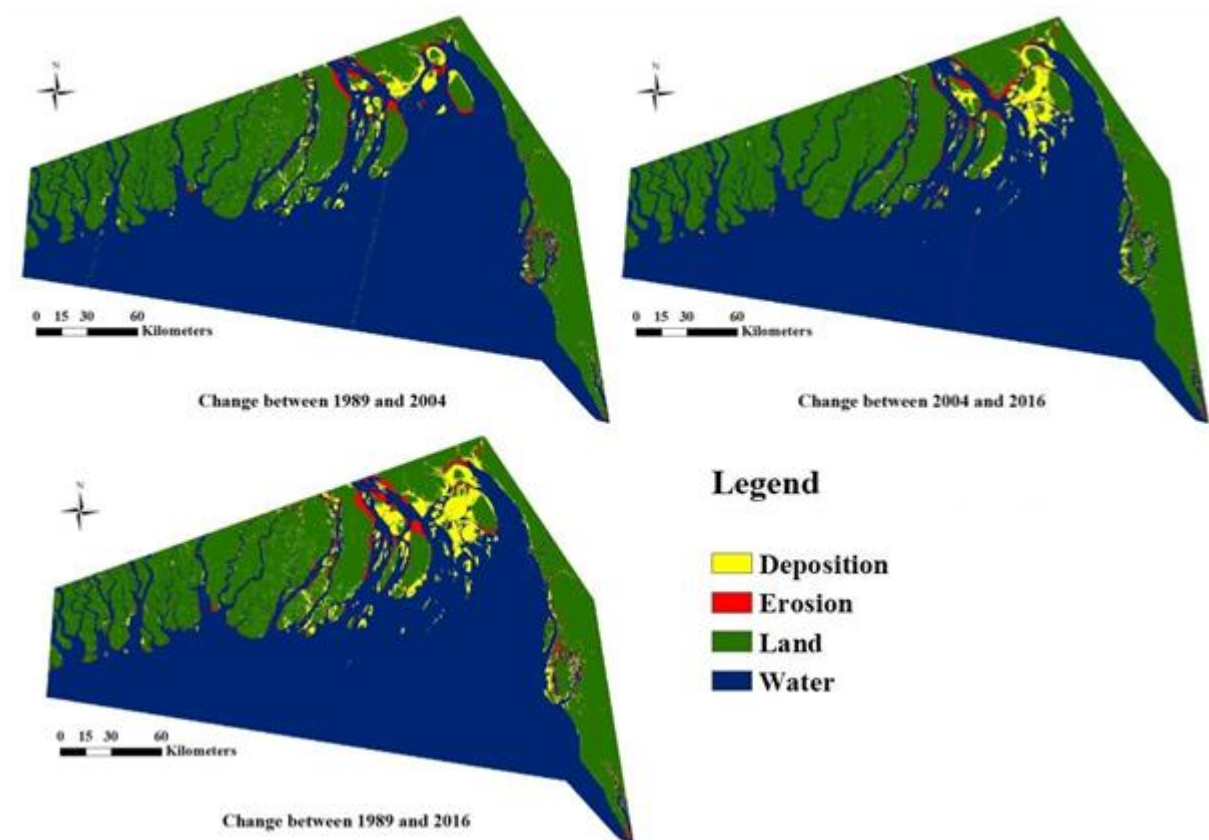 N
0 15 30 60
Kilometers
Change between 1989 and 2004
N
0 15 30 60
Kilometers
Change between 2004 and 2016
N
0 15 30 60
Kilometers
Change between 1989 and 2016
Legend
Deposition
Erosion
Land
Water